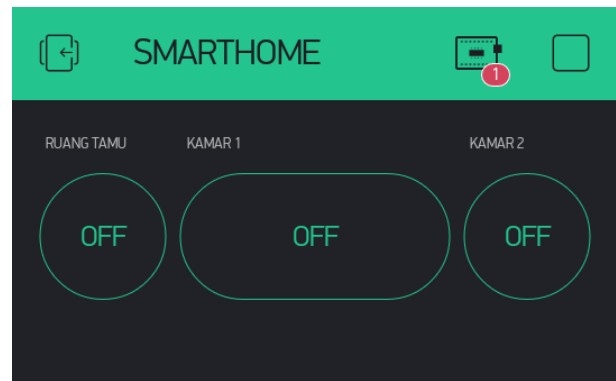 SMARTHOME
1
RUANG TAMU KAMAR 1 KAMAR 2
OFF OFF OFF